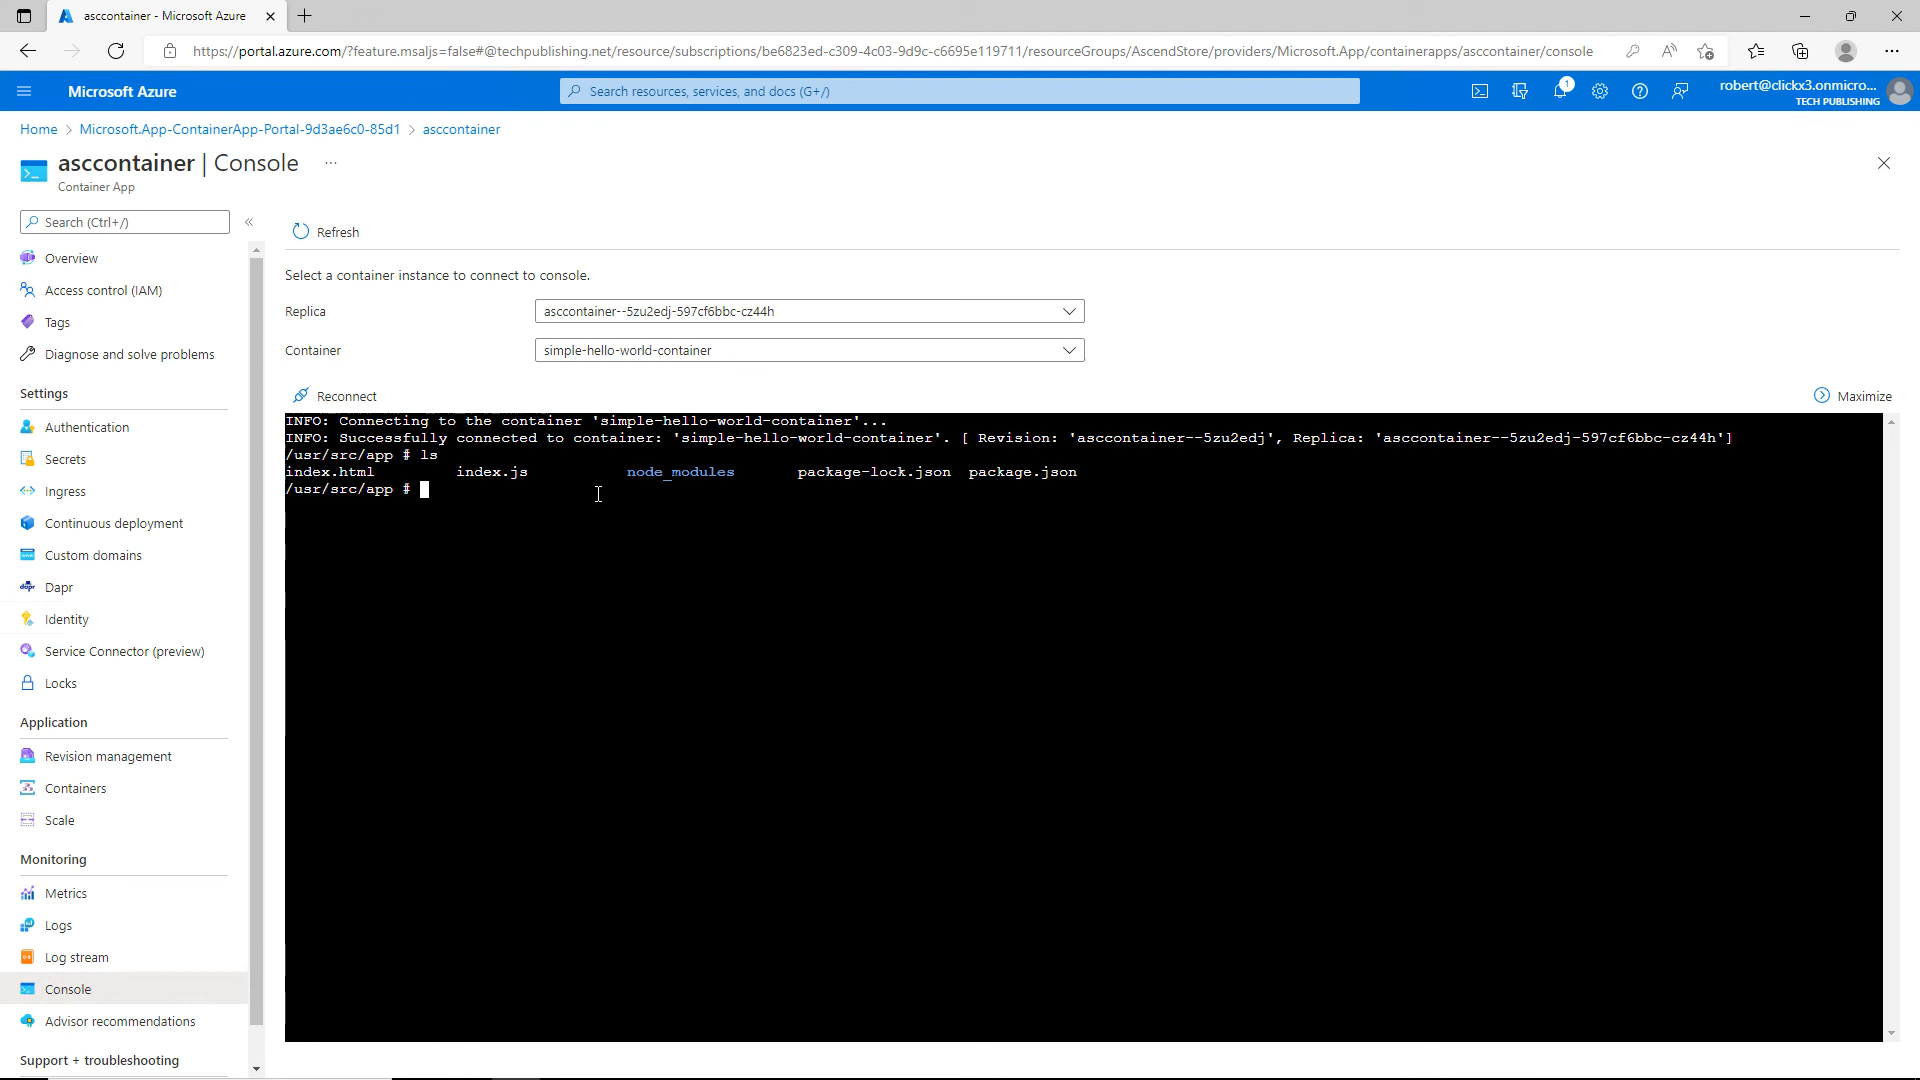 asccontainer - Microsoft Azure
https://portal.azure.com/?feature.msaljs=false#@techpublishing.net/resource/subscriptions/be6823ed-c309-4c03-9d9c-c6695e119711/resourceGroups/AscendStore/providers/Microsoft.App/containerapps/asccontainer/console
Microsoft Azure
Search resources, services, and docs (G+/)
1
robert@clickx3.onmicro...
TECH PUBLISHING
Home > Microsoft.App-ContainerApp-Portal-9d3ae6c0-85d1 > asccontainer
asccontainer | Console ...
Container App
Search (Ctrl+/)
«
Overview
Access control (IAM)
Tags
Diagnose and solve problems
Settings
Authentication
Secrets
Ingress
Continuous deployment
Custom domains
dapr Dapr
Identity
Service Connector (preview)
Locks
Application
Revision management
Containers
Scale
Monitoring
Metrics
Logs
Log stream
Console
Advisor recommendations
Support + troubleshooting
Refresh
Select a container instance to connect to console.
Replica asccontainer--5zu2edj-597cf6bbc-cz44h
Container simple-hello-world-container
Reconnect
Maximize
INFO: Connecting to the container 'simple-hello-world-container'...
INFO: Successfully connected to container: 'simple-hello-world-container'. [ Revision: 'asccontainer--5zu2edj', Replica: 'asccontainer--5zu2edj-597cf6bbc-cz44h']
/usr/src/app # ls
index.html index.js node_modules package-lock.json package.json
/usr/src/app #